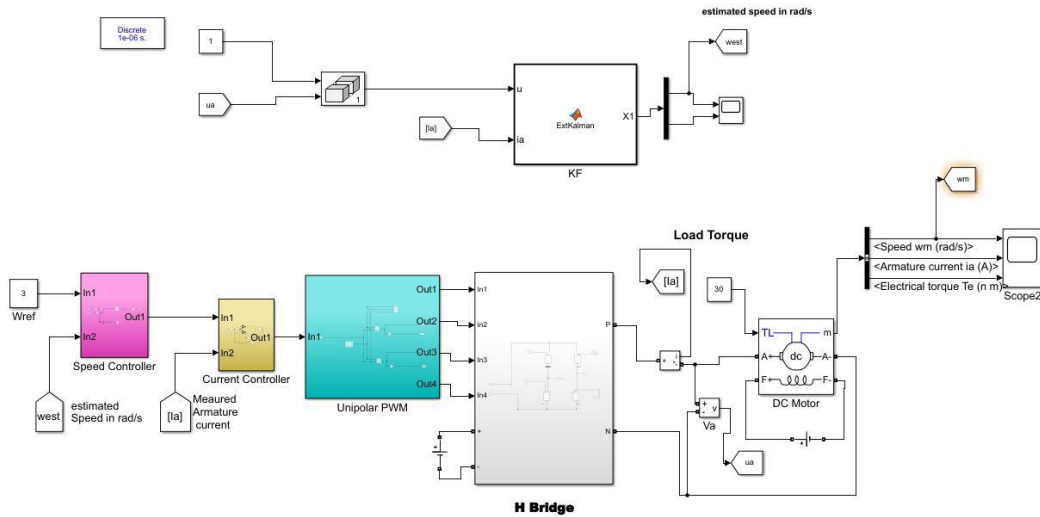 estimated speed in rad/s
Discrete
1e-06 s.
1
west
ua
1
u
ExtKalman
X1
[Ia]
ia
KF
wm
Load Torque
<Speed wm (rad/s)>
[Ia]
<Armature current ia (A)>
3
In1
30
<Electrical torque Te (n m)>
Wref
Out1
In1
Out1
In1
Out1
In1
Scope2
In2
Out2
In2
P
TL
m
Speed Controller
In2
Out3
In3
i
+
-
A+
dc
A-
Current Controller
Out4
In4
F+
F-
west
estimated
Speed in rad/s
[Ia]
Meaured
Armature
current
Unipolar PWM
+
-
v
Va
DC Motor
+
+
N
+
-
ua
H Bridge